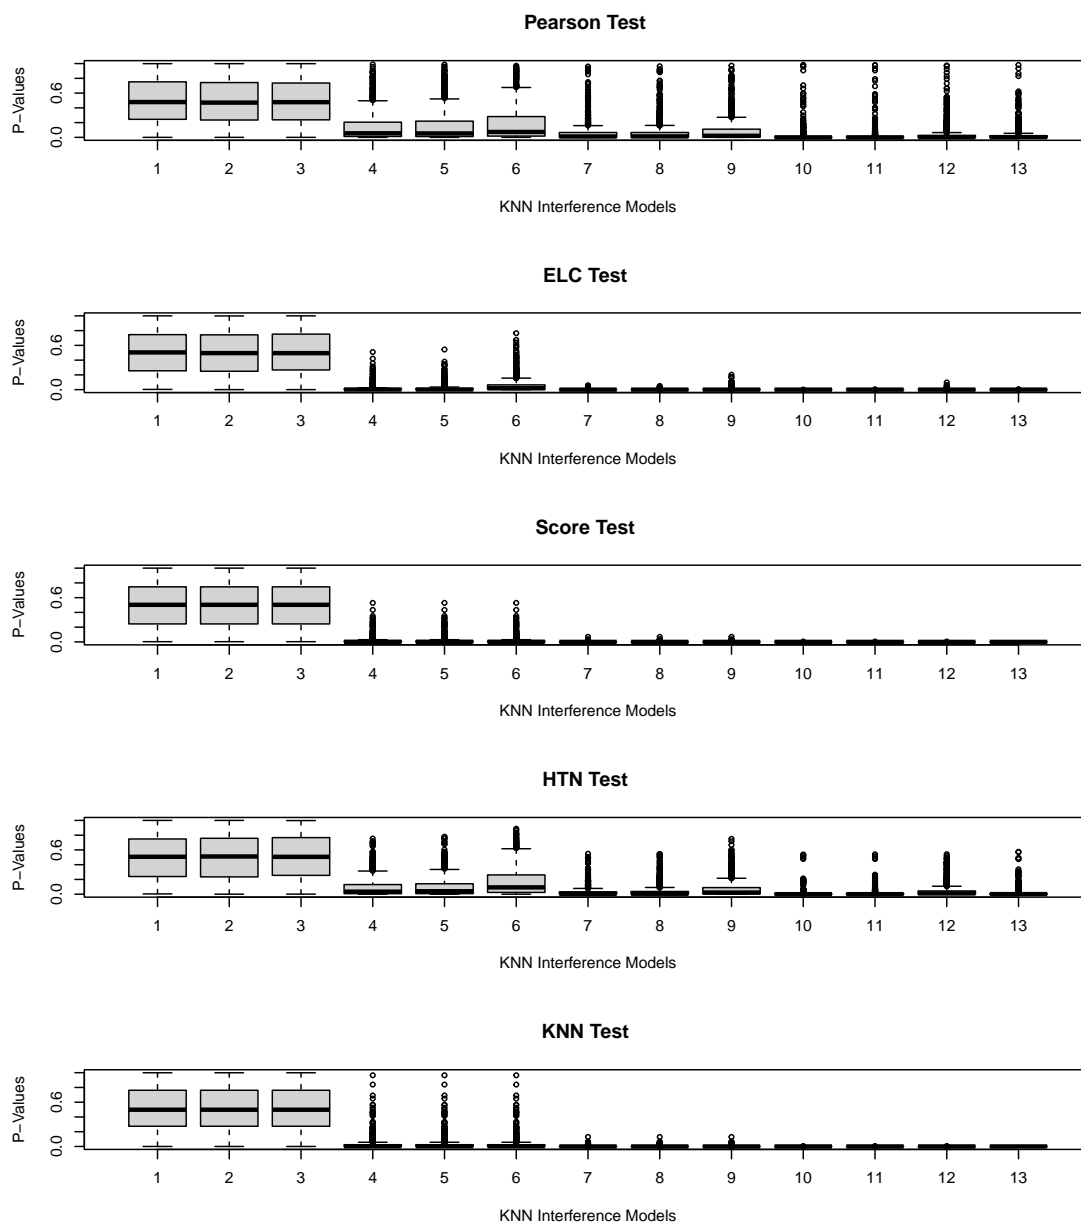 Pearson Test
P−Values
0.0 0.6
1 2 3 4 5 6 7 8 9 10 11 12 13
KNN Interference Models
ELC Test
P−Values
0.0 0.6
1 2 3 4 5 6 7 8 9 10 11 12 13
KNN Interference Models
Score Test
P−Values
0.0 0.6
1 2 3 4 5 6 7 8 9 10 11 12 13
KNN Interference Models
HTN Test
P−Values
0.0 0.6
1 2 3 4 5 6 7 8 9 10 11 12 13
KNN Interference Models
KNN Test
P−Values
0.0 0.6
1 2 3 4 5 6 7 8 9 10 11 12 13
KNN Interference Models